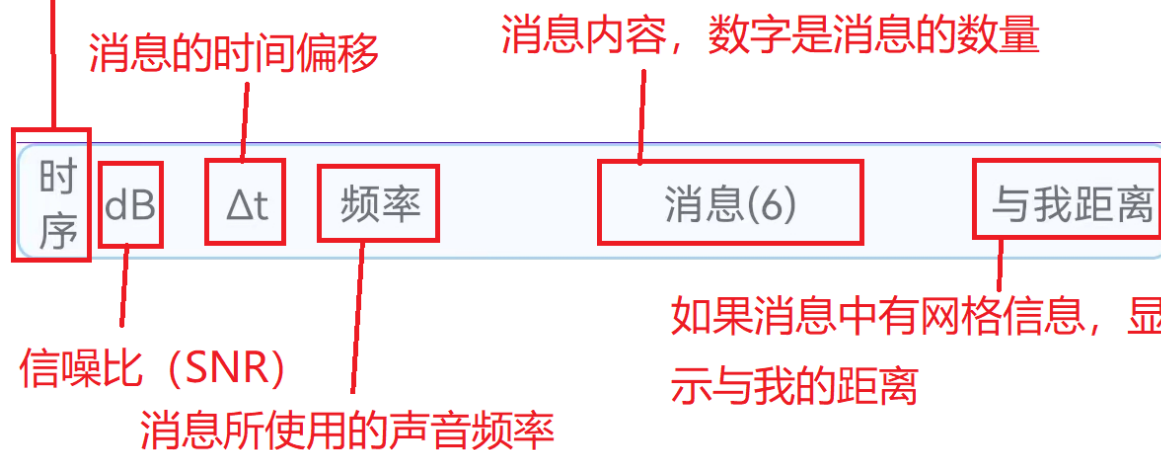 消息的时间偏移
消息内容，数字是消息的数量
时序
dB
Δt
频率
消息(6)
与我距离
信噪比（SNR）
消息所使用的声音频率
如果消息中有网格信息，显
示与我的距离